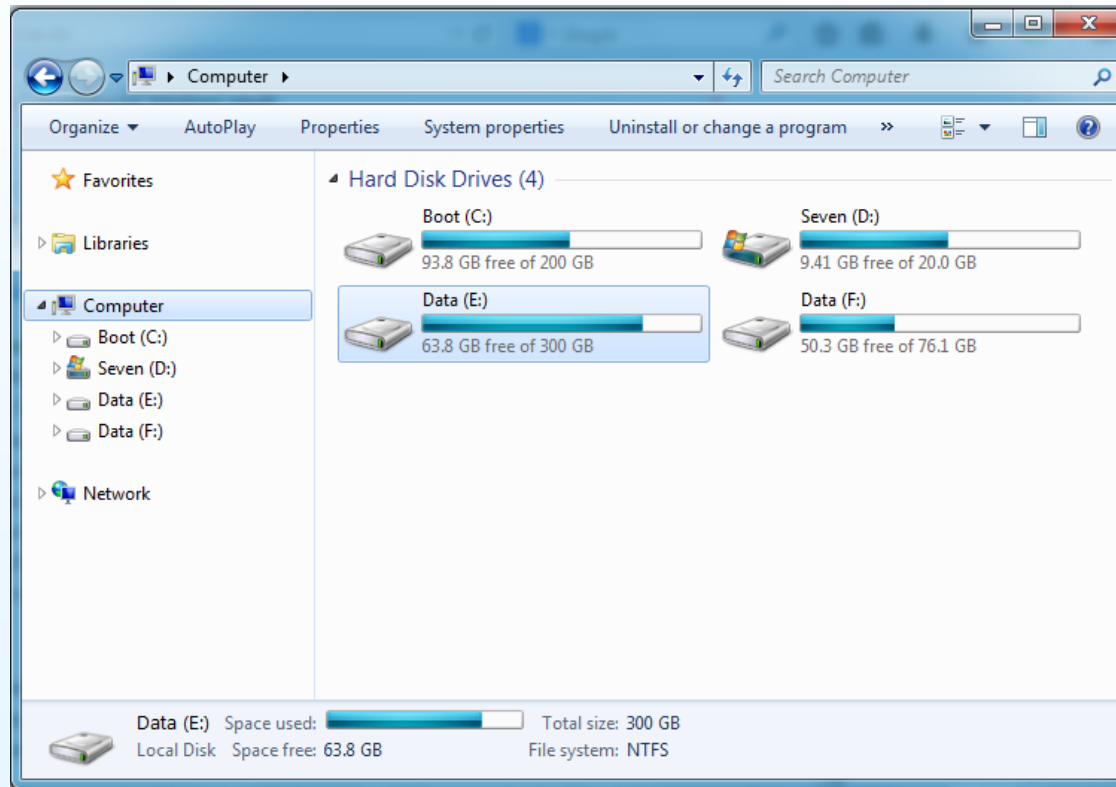 Computer
Search Computer
Organize AutoPlay Properties System properties Uninstall or change a program »
Favorites
Libraries
Computer
Boot (C:)
Seven (D:)
Data (E:)
Data (F:)
Network
Hard Disk Drives (4)
Boot (C:)
93.8 GB free of 200 GB
Seven (D:)
9.41 GB free of 20.0 GB
Data (E:)
63.8 GB free of 300 GB
Data (F:)
50.3 GB free of 76.1 GB
Data (E:) Space used: Total size: 300 GB
Local Disk Space free: 63.8 GB File system: NTFS